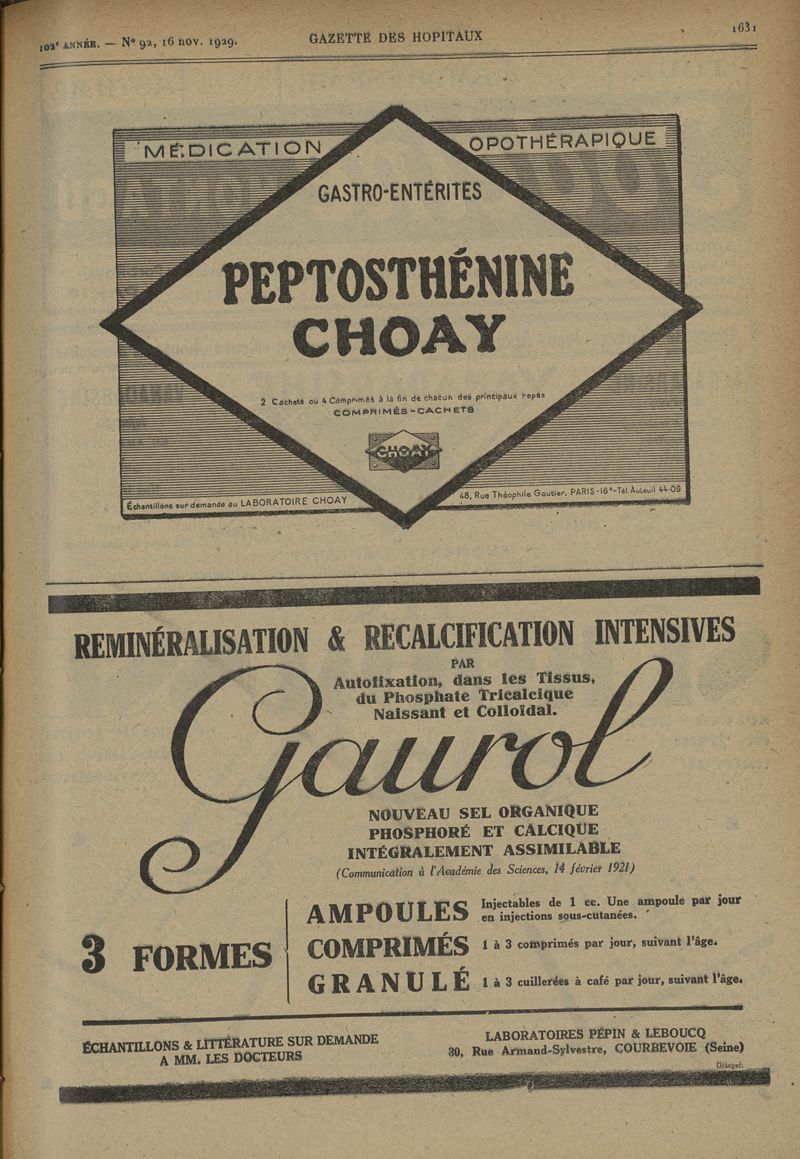 102e ANNÉE. — N° 92, 16 nov. 1929.
GAZETTE DES HOPITAUX
1631
MÉDICATION
OPOTHÉRAPIQUE
GASTRO-ENTÉRITES
PEPTOSTHÉNINE
CHOAY
2 Cachets ou 4 Comprimés à la fin de chacun des principaux repas
COMPRIMÉS-CACHETS
CHOAY
Échantillons sur demande au LABORATOIRE CHOAY
48, Rue Théophile Gautier. PARIS-16e-Tél. Auteuil 44-09
REMINÉRALISATION & RECALCIFICATION INTENSIVES
PAR
Autofixation, dans les Tissus,
du Phosphate Tricalcique
Naissant et Colloïdal.
Gaurol
NOUVEAU SEL ORGANIQUE
PHOSPHORÉ ET CALCIQUE
INTÉGRALEMENT ASSIMILABLE
(Communication à l'Académie des Sciences, 14 février 1921)
3 FORMES
AMPOULES Injectables de 1 cc. Une ampoule par jour
en injections sous-cutanées.
COMPRIMÉS 1 à 3 comprimés par jour, suivant l'âge.
GRANULÉ 1 à 3 cuillerées à café par jour, suivant l'âge.
ÉCHANTILLONS & LITTÉRATURE SUR DEMANDE
A MM. LES DOCTEURS
LABORATOIRES PÉPIN & LEBOUCQ
30, Rue Armand-Sylvestre, COURBEVOIE (Seine)